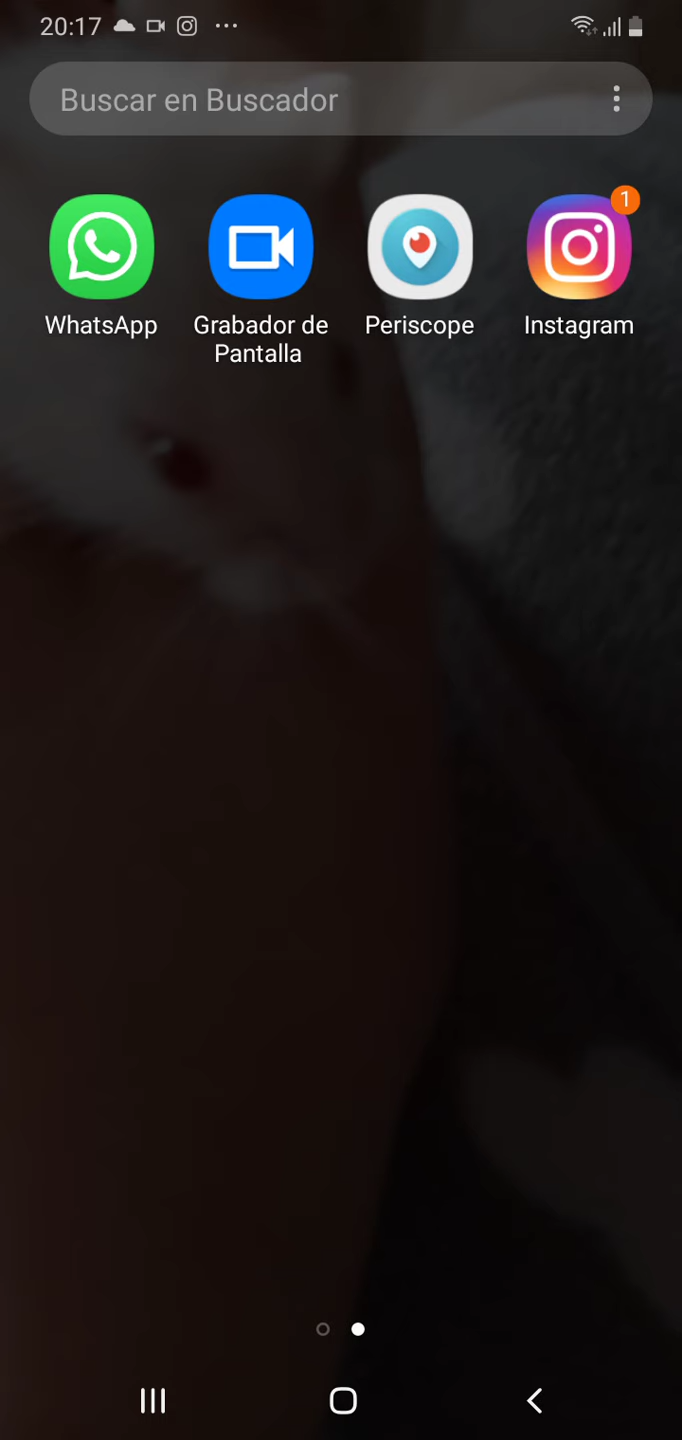 20:17
Buscar en Buscador
1
WhatsApp
Grabador de
Pantalla
Periscope
Instagram